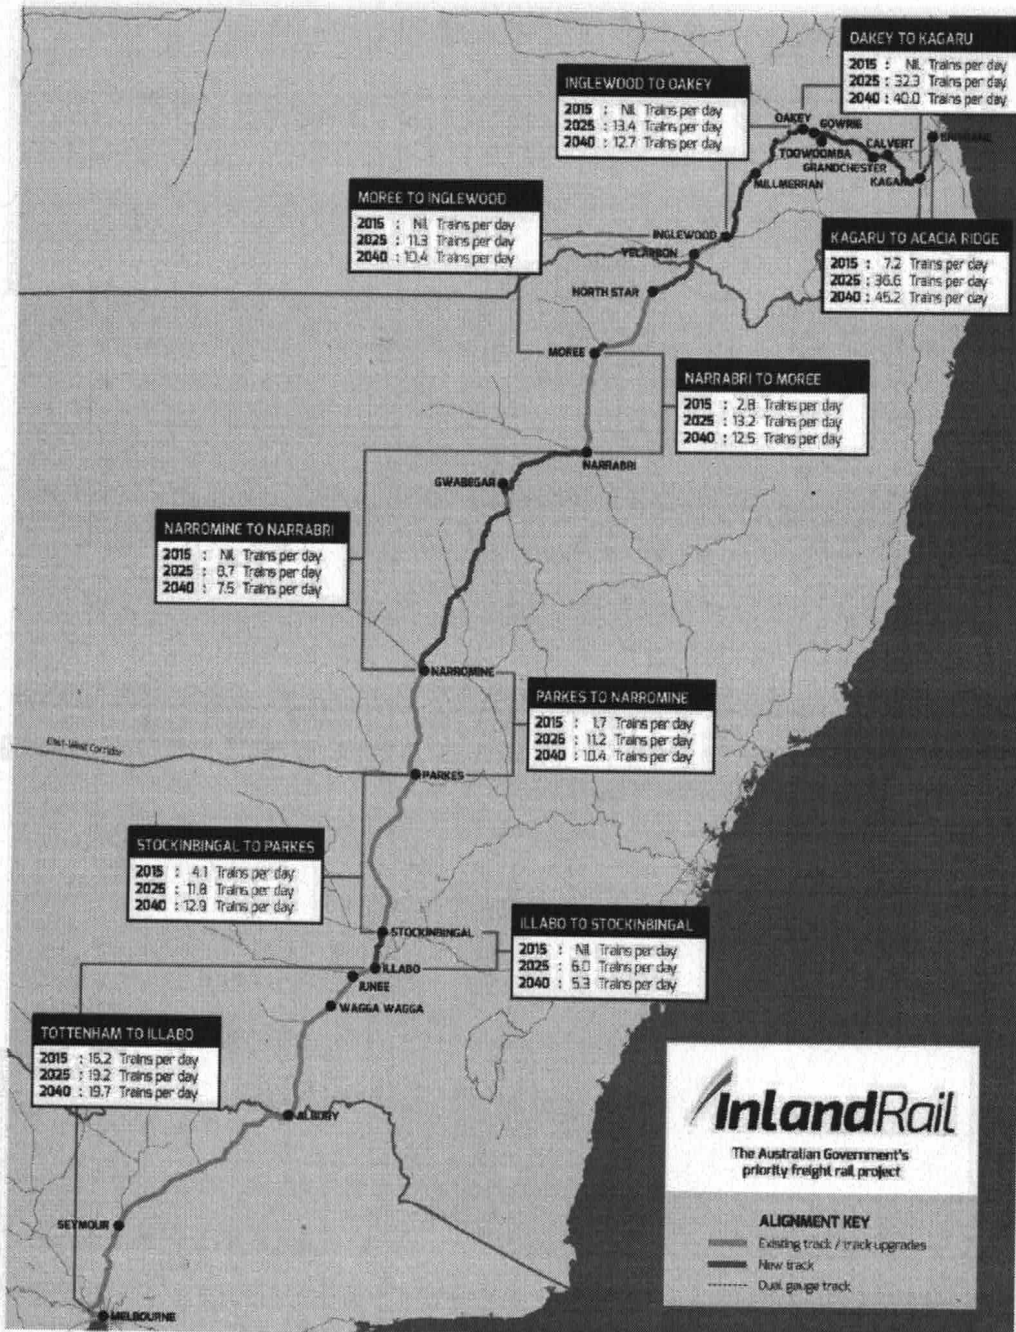 OAKEY TO KAGARU
2015 : Nil Trains per day
2025 : 32.3 Trains per day
2040 : 40.0 Trains per day
INGLEWOOD TO OAKEY
2015 : Nil Trains per day
2025 : 13.4 Trains per day
2040 : 12.7 Trains per day
OAKEY
GOWRIE
TOOWOOMBA
CALVERT
GRANDCHESTER
BRISBANE
KAGARU
MILLMERRAN
MOREE TO INGLEWOOD
2015 : Nil Trains per day
2025 : 11.3 Trains per day
2040 : 10.4 Trains per day
INGLEWOOD
YELARBON
KAGARU TO ACACIA RIDGE
2015 : 7.2 Trains per day
2025 : 36.6 Trains per day
2040 : 45.2 Trains per day
NORTH STAR
MOREE
NARRABRI TO MOREE
2015 : 2.8 Trains per day
2025 : 13.2 Trains per day
2040 : 12.5 Trains per day
NARRABRI
GWABEGAR
NARROMINE TO NARRABRI
2015 : Nil Trains per day
2025 : 8.7 Trains per day
2040 : 7.5 Trains per day
NARROMINE
PARKES TO NARROMINE
2015 : 1.7 Trains per day
2025 : 11.2 Trains per day
2040 : 10.4 Trains per day
East-West Corridor
PARKES
STOCKINBINGAL TO PARKES
2015 : 4.1 Trains per day
2025 : 11.8 Trains per day
2040 : 12.9 Trains per day
STOCKINBINGAL
ILLABO TO STOCKINBINGAL
2015 : Nil Trains per day
2025 : 6.0 Trains per day
2040 : 5.3 Trains per day
ILLABO
JUNEE
WAGGA WAGGA
TOTTENHAM TO ILLABO
2015 : 15.2 Trains per day
2025 : 19.2 Trains per day
2040 : 19.7 Trains per day
ALBURY
SEYMOUR
MELBOURNE
InlandRail
The Australian Government's
priority freight rail project
ALIGNMENT KEY
Existing track / track upgrades
New track
Dual gauge track